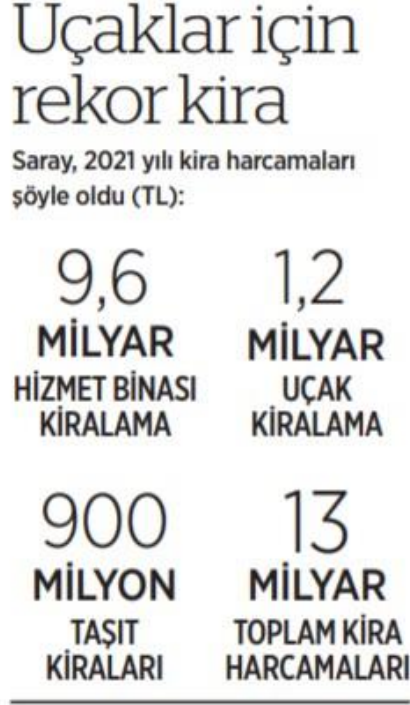 Uçaklar için
rekor kira
Saray, 2021 yılı kira harcamaları
şöyle oldu (TL):
9,6
MİLYAR
HİZMET BİNASI
KİRALAMA
1,2
MİLYAR
UÇAK
KİRALAMA
900
MİLYON
TAŞIT
KİRALARI
13
MİLYAR
TOPLAM KİRA
HARCAMALARI